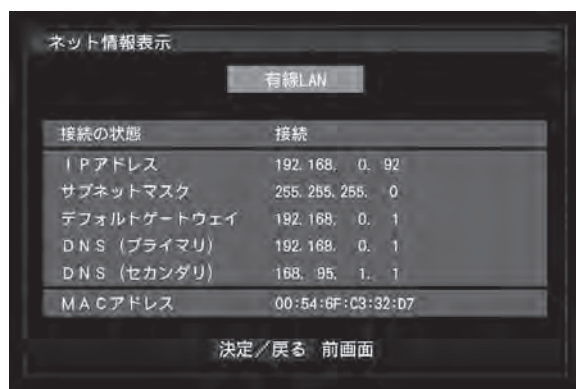 ネット情報表示
有線LAN
接続の状態 接続
IPアドレス 192.168. 0. 92
サブネットマスク 255.255.255. 0
デフォルトゲートウェイ 192.168. 0. 1
DNS (プライマリ) 192.168. 0. 1
DNS (セカンダリ) 168. 95. 1. 1
MACアドレス 00:54:6F:C3:32:D7
決定/戻る 前画面